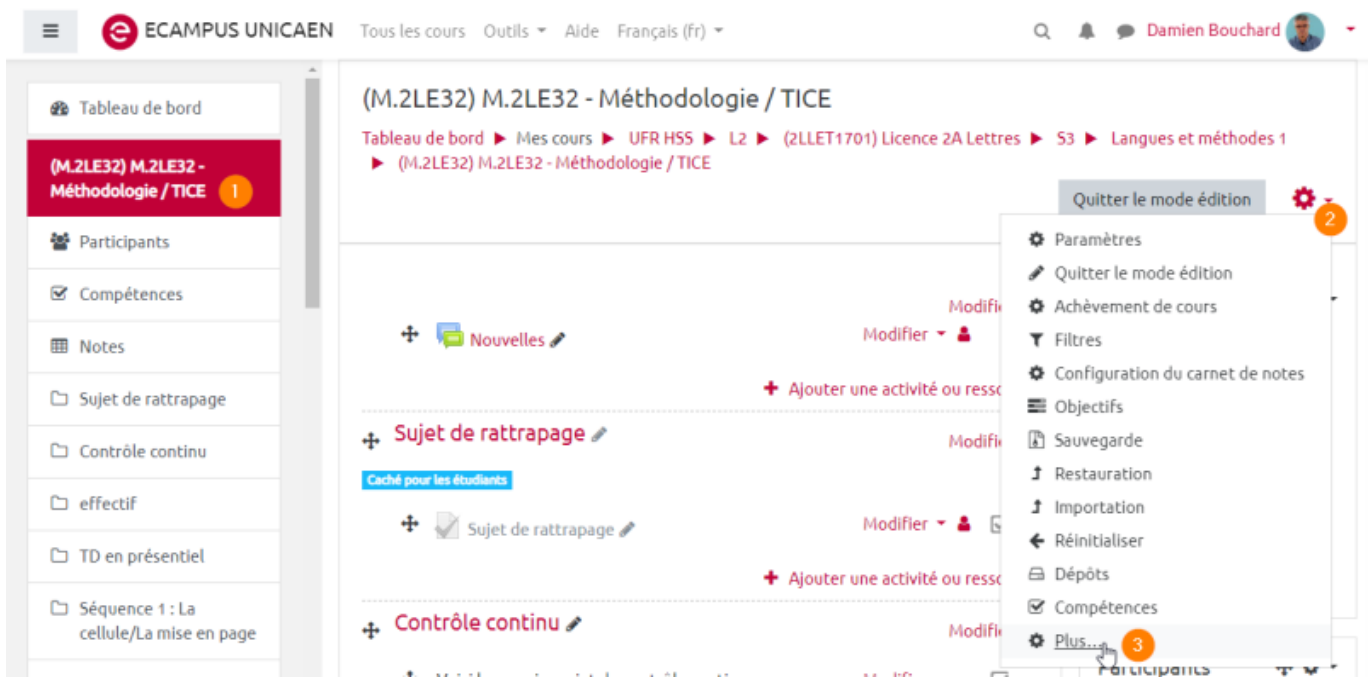 ECAMPUS UNICAEN Tous les cours Outils Aide Français (fr) Damien Bouchard
Tableau de bord
(M.2LE32) M.2LE32 -
Méthodologie / TICE 1
Participants
Compétences
Notes
Sujet de rattrapage
Contrôle continu
effectif
TD en présentiel
Séquence 1 : La
cellule/La mise en page
(M.2LE32) M.2LE32 - Méthodologie / TICE
Tableau de bord ► Mes cours ► UFR HSS ► L2 ► (2LLET1701) Licence 2A Lettres ► S3 ► Langues et méthodes 1
► (M.2LE32) M.2LE32 - Méthodologie / TICE
Quitter le mode édition 2
Modifi
Nouvelles Modifier
+ Ajouter une activité ou resso
Sujet de rattrapage Modifi
Caché pour les étudiants
Sujet de rattrapage Modifier
+ Ajouter une activité ou resso
Contrôle continu Modifi
Paramètres
Quitter le mode édition
Achèvement de cours
Filtres
Configuration du carnet de notes
Objectifs
Sauvegarde
Restauration
Importation
Réinitialiser
Dépôts
Compétences
Plus... 3
Participants